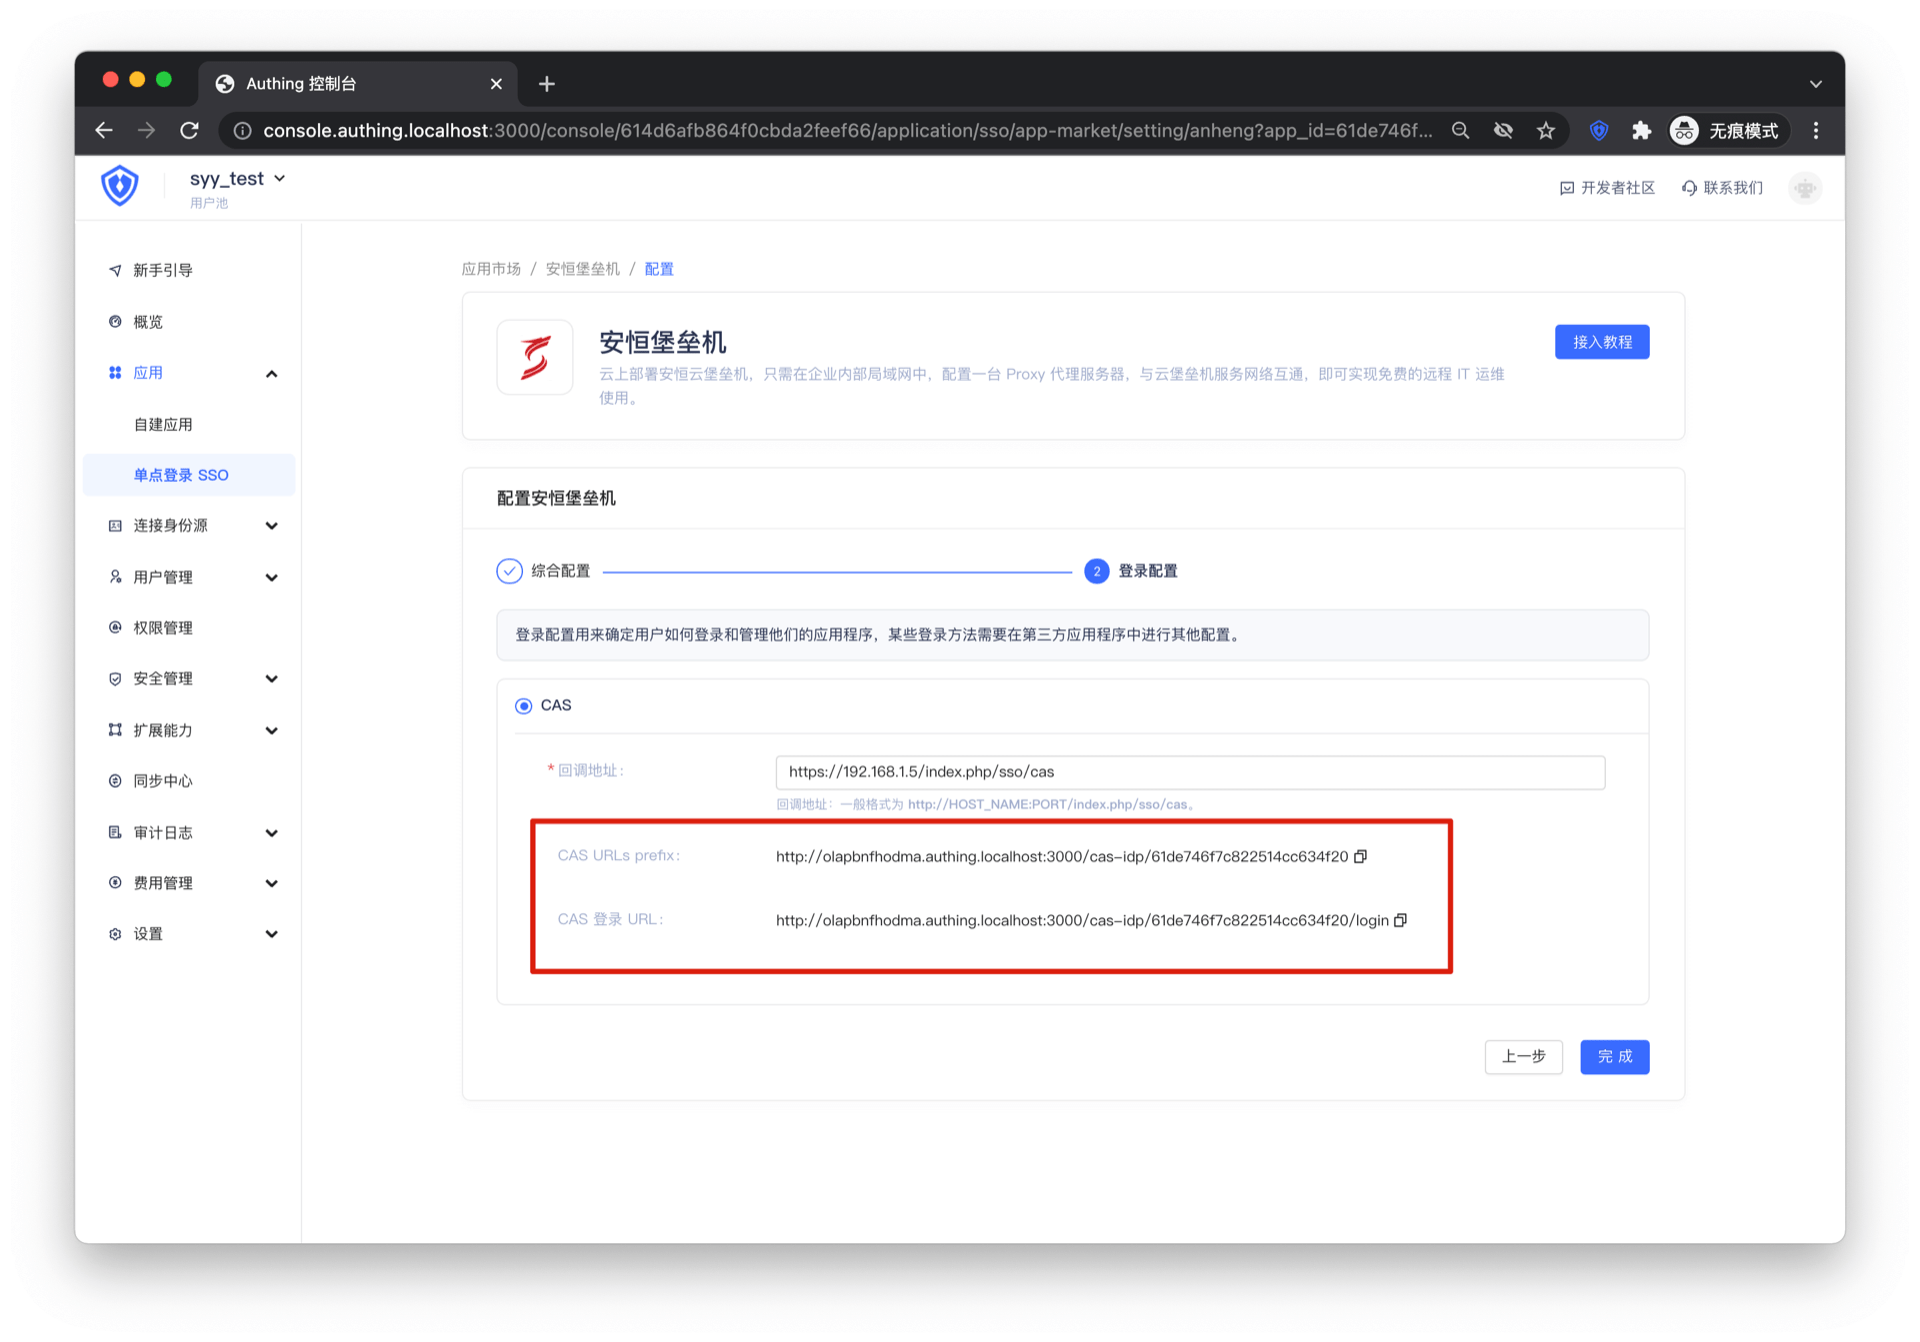 Authing 控制台
console.authing.localhost:3000/console/614d6afb864f0cbda2feef66/application/sso/app-market/setting/anheng?app_id=61de746f...
无痕模式
syy_test
用户池
开发者社区
联系我们
新手引导
概览
应用
自建应用
单点登录 SSO
连接身份源
用户管理
权限管理
安全管理
扩展能力
同步中心
审计日志
费用管理
设置
应用市场 / 安恒堡垒机 / 配置
安恒堡垒机
接入教程
云上部署安恒云堡垒机，只需在企业内部局域网中，配置一台 Proxy 代理服务器，与云堡垒机服务网络互通，即可实现免费的远程 IT 运维
使用。
配置安恒堡垒机
综合配置
2 登录配置
登录配置用来确定用户如何登录和管理他们的应用程序，某些登录方法需要在第三方应用程序中进行其他配置。
CAS
* 回调地址：
https://192.168.1.5/index.php/sso/cas
回调地址：一般格式为 http://HOST_NAME:PORT/index.php/sso/cas。
CAS URLs prefix：
http://olapbnfhodma.authing.localhost:3000/cas-idp/61de746f7c822514cc634f20
CAS 登录 URL：
http://olapbnfhodma.authing.localhost:3000/cas-idp/61de746f7c822514cc634f20/login
上一步
完 成